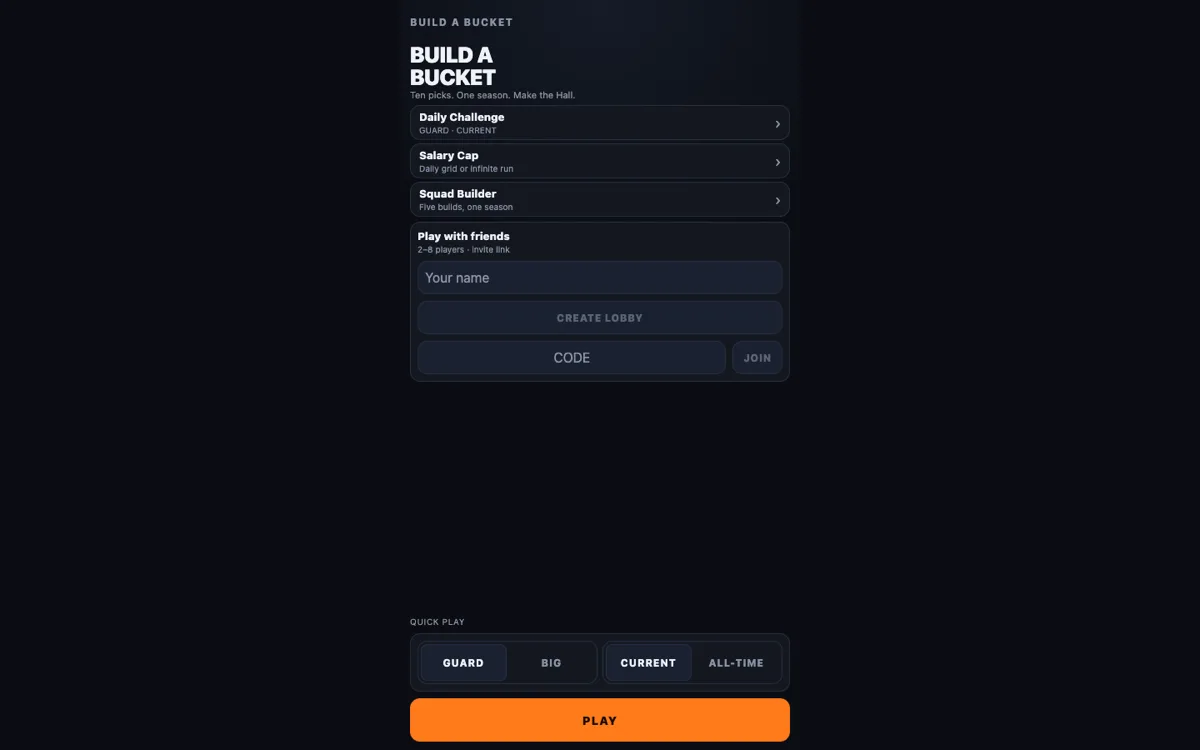 BUILD A BUCKET
BUILD A
BUCKET
Ten picks. One season. Make the Hall.
Daily Challenge
GUARD · CURRENT
›
Salary Cap
Daily grid or infinite run
›
Squad Builder
Five builds, one season
›
Play with friends
2–8 players · invite link
Your name
CREATE LOBBY
CODE JOIN
QUICK PLAY
GUARD BIG CURRENT ALL-TIME
PLAY